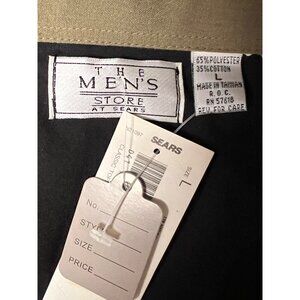 THE
MEN'S
STORE
AT SEARS
65% POLYESTER
35% COTTON
L
MADE IN TAIWAN
R.O.C.
RN 57618
REV FOR CARE
SEARS
SIZE L
NO.
STYLE
SIZE
PRICE